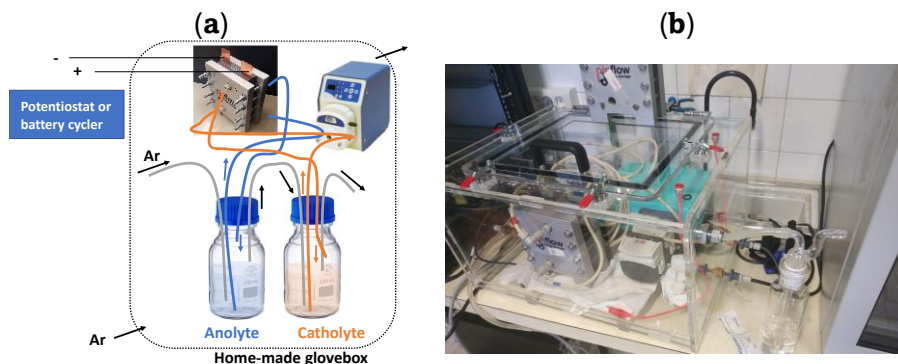 (a)
(b)
-
+
Potentiostat or
battery cycler
Ar
Anolyte
Catholyte
Ar
Home-made glovebox